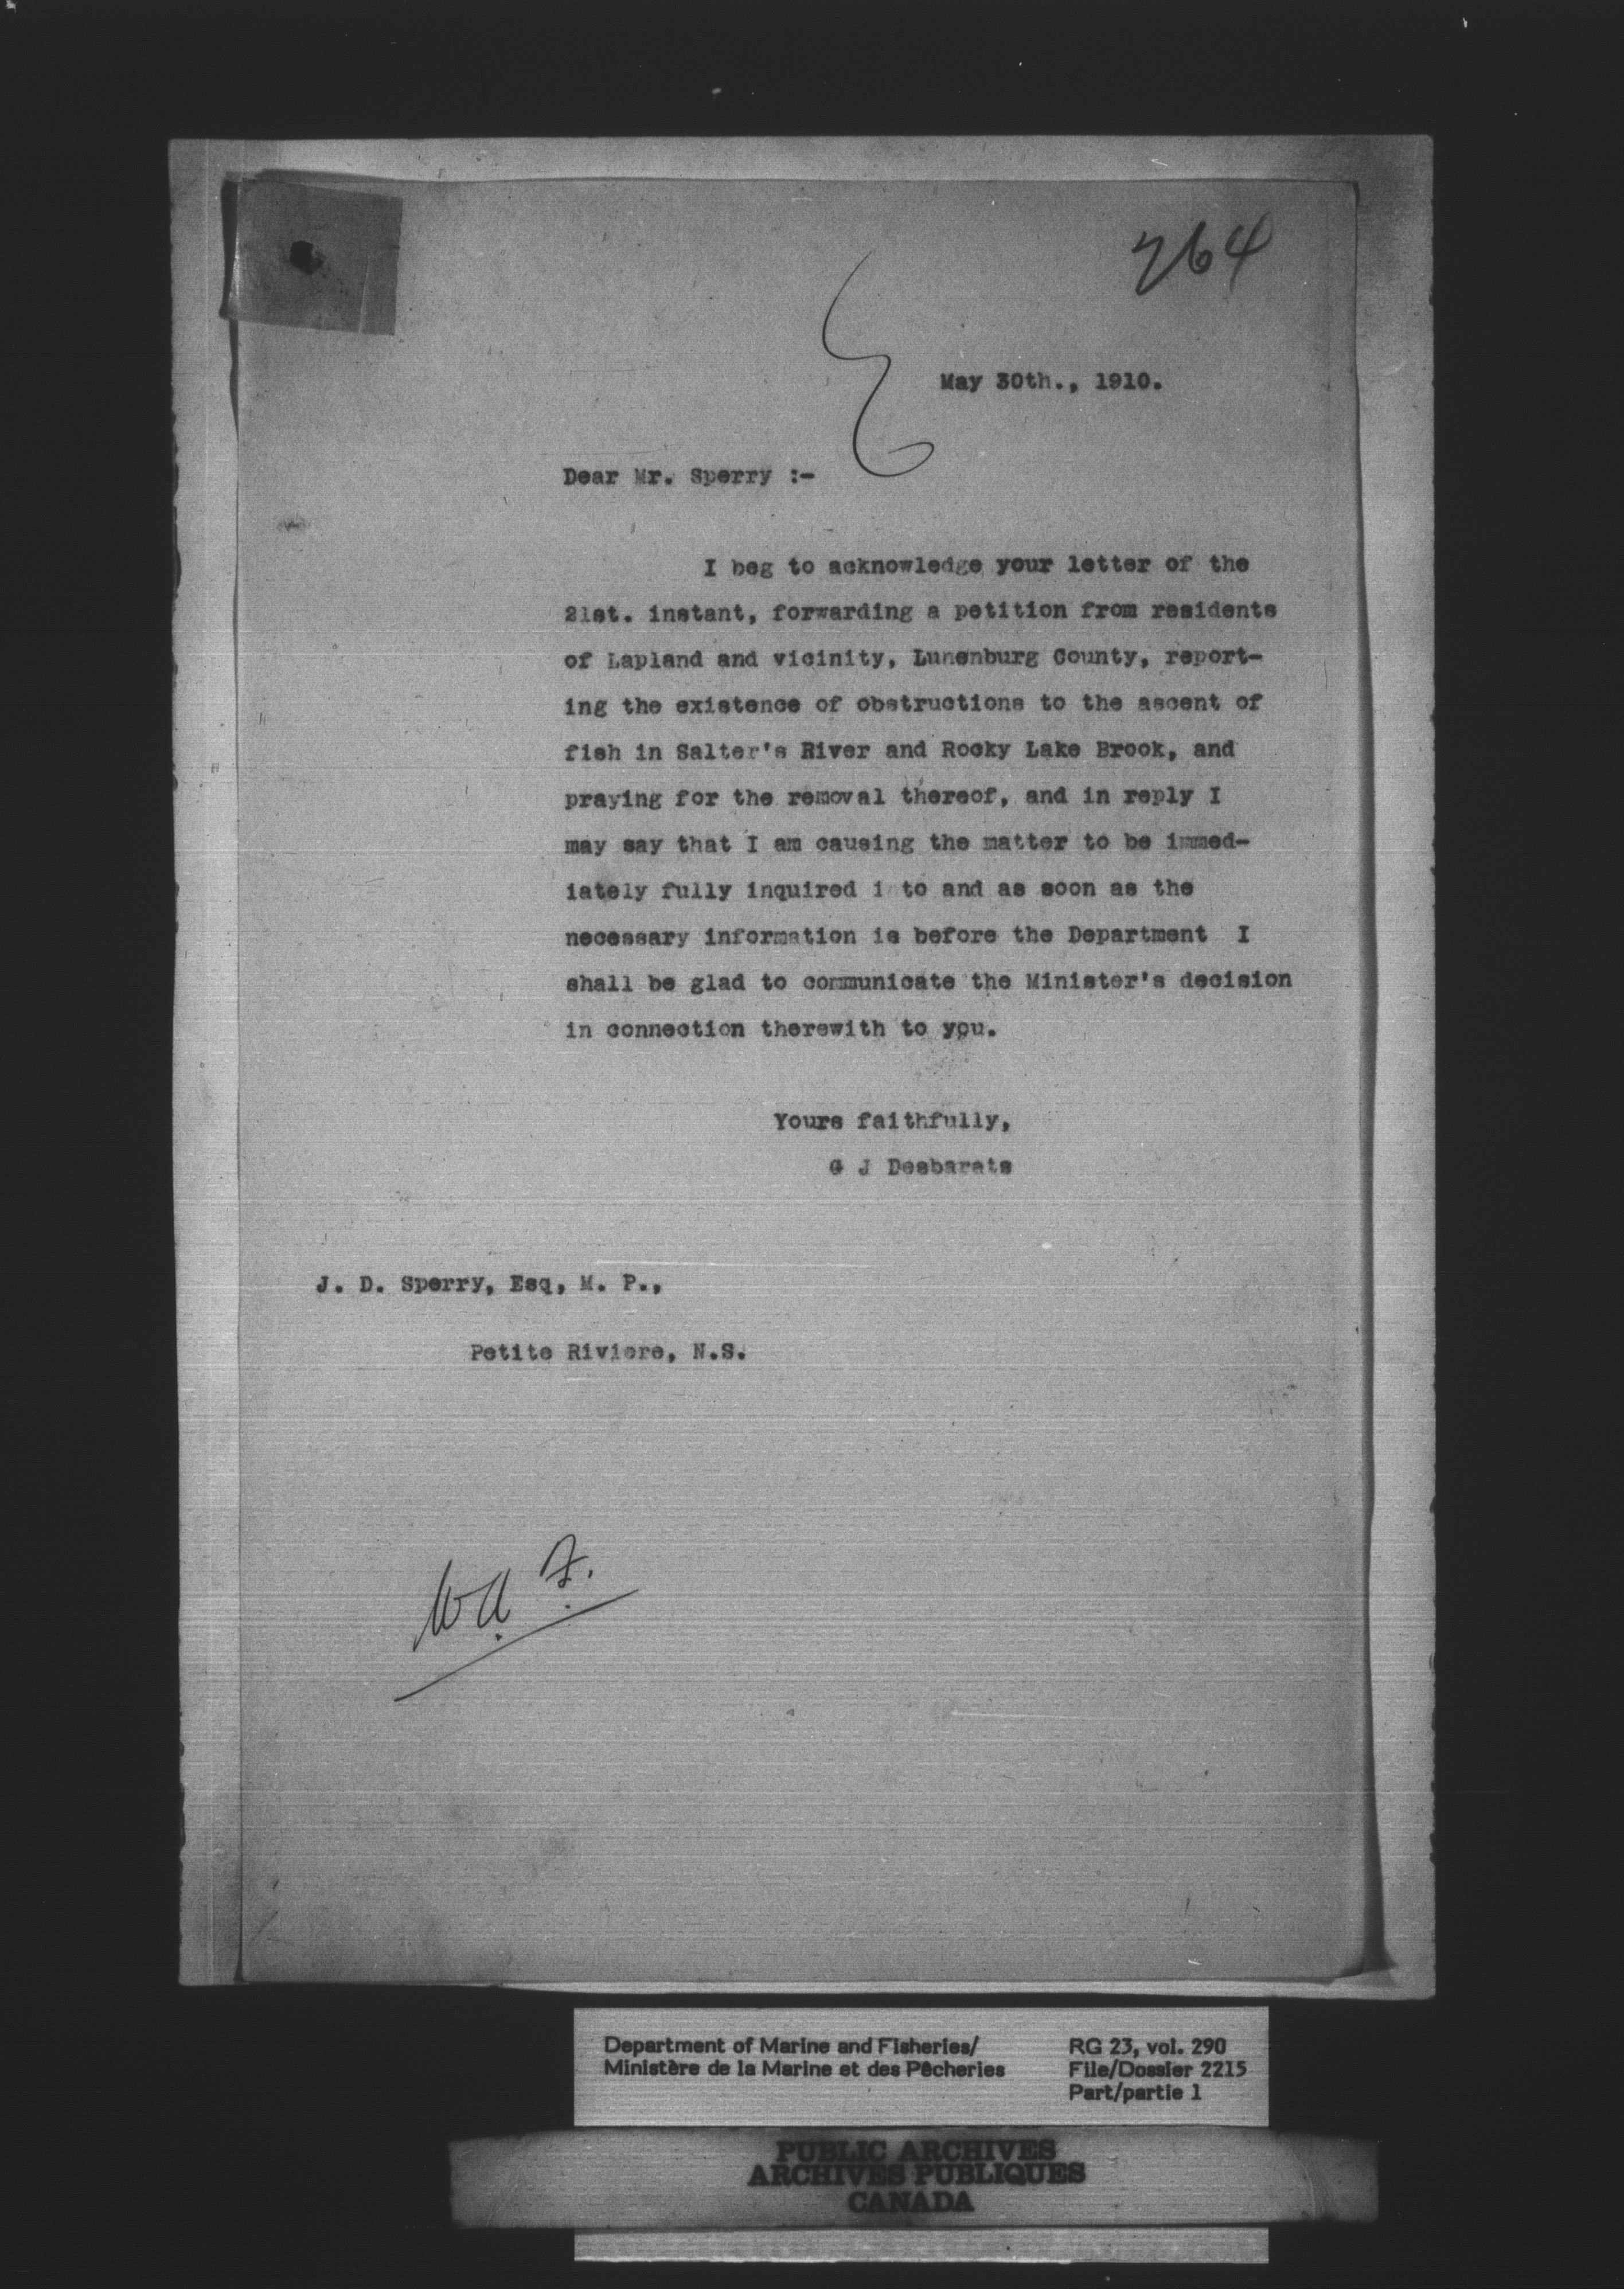 264
May 30th., 1910.
Dear Mr. Sperry :-
I beg to acknowledge your letter of the
21st. instant, forwarding a petition from residents
of Lapland and vicinity, Lunenburg County, report-
ing the existence of obstructions to the ascent of
fish in Salter's River and Rocky Lake Brook, and
praying for the removal thereof, and in reply I
may say that I am causing the matter to be immed-
iately fully inquired i to and as soon as the
necessary information is before the Department I
shall be glad to communicate the Minister's decision
in connection therewith to you.
Yours faithfully,
G J Desbarats
J. D. Sperry, Esq, M. P.,
Petite Riviere, N.S.
W.A.F.
Department of Marine and Fisheries/
Ministère de la Marine et des Pêcheries
RG 23, vol. 290
File/Dossier 2215
Part/partie 1
PUBLIC ARCHIVES
ARCHIVES PUBLIQUES
CANADA